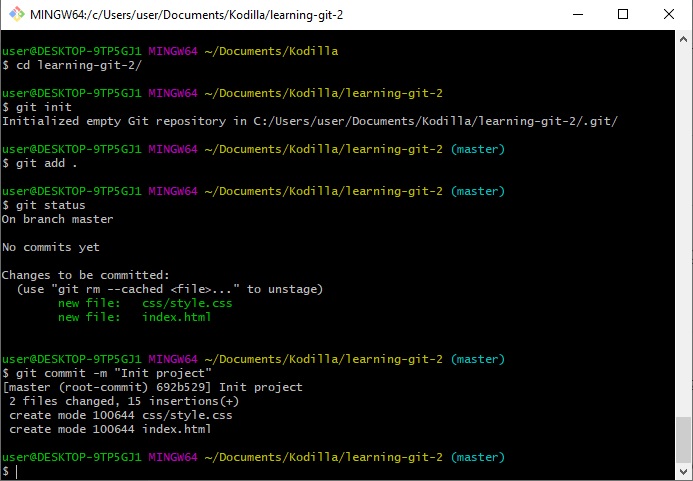 MINGW64:/c/Users/user/Documents/Kodilla/learning-git-2
user@DESKTOP-9TP5GJ1 MINGW64 ~/Documents/Kodilla
$ cd learning-git-2/
user@DESKTOP-9TP5GJ1 MINGW64 ~/Documents/Kodilla/learning-git-2
$ git init
Initialized empty Git repository in C:/Users/user/Documents/Kodilla/learning-git-2/.git/
user@DESKTOP-9TP5GJ1 MINGW64 ~/Documents/Kodilla/learning-git-2 (master)
$ git add .
user@DESKTOP-9TP5GJ1 MINGW64 ~/Documents/Kodilla/learning-git-2 (master)
$ git status
On branch master
No commits yet
Changes to be committed:
  (use "git rm --cached <file>..." to unstage)
        new file:   css/style.css
        new file:   index.html
user@DESKTOP-9TP5GJ1 MINGW64 ~/Documents/Kodilla/learning-git-2 (master)
$ git commit -m "Init project"
[master (root-commit) 692b529] Init project
 2 files changed, 15 insertions(+)
 create mode 100644 css/style.css
 create mode 100644 index.html
user@DESKTOP-9TP5GJ1 MINGW64 ~/Documents/Kodilla/learning-git-2 (master)
$